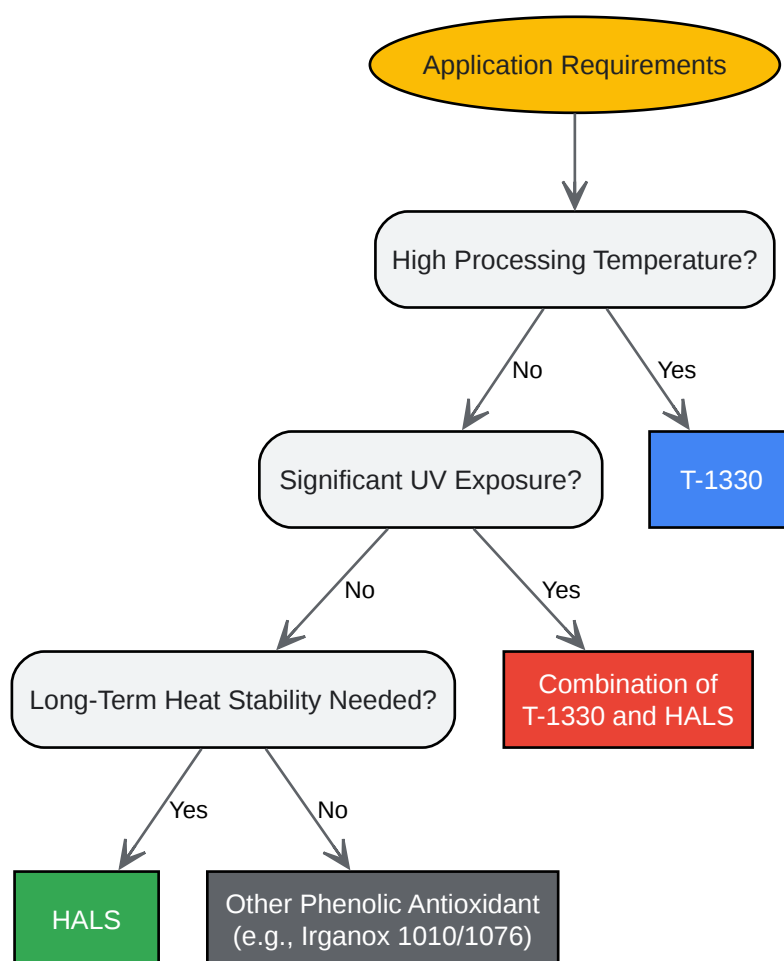 Application Requirements
High Processing Temperature?
No
Yes
Significant UV Exposure?
T-1330
No
Yes
Long-Term Heat Stability Needed?
Combination of
T-1330 and HALS
Yes
No
HALS
Other Phenolic Antioxidant
(e.g., Irganox 1010/1076)